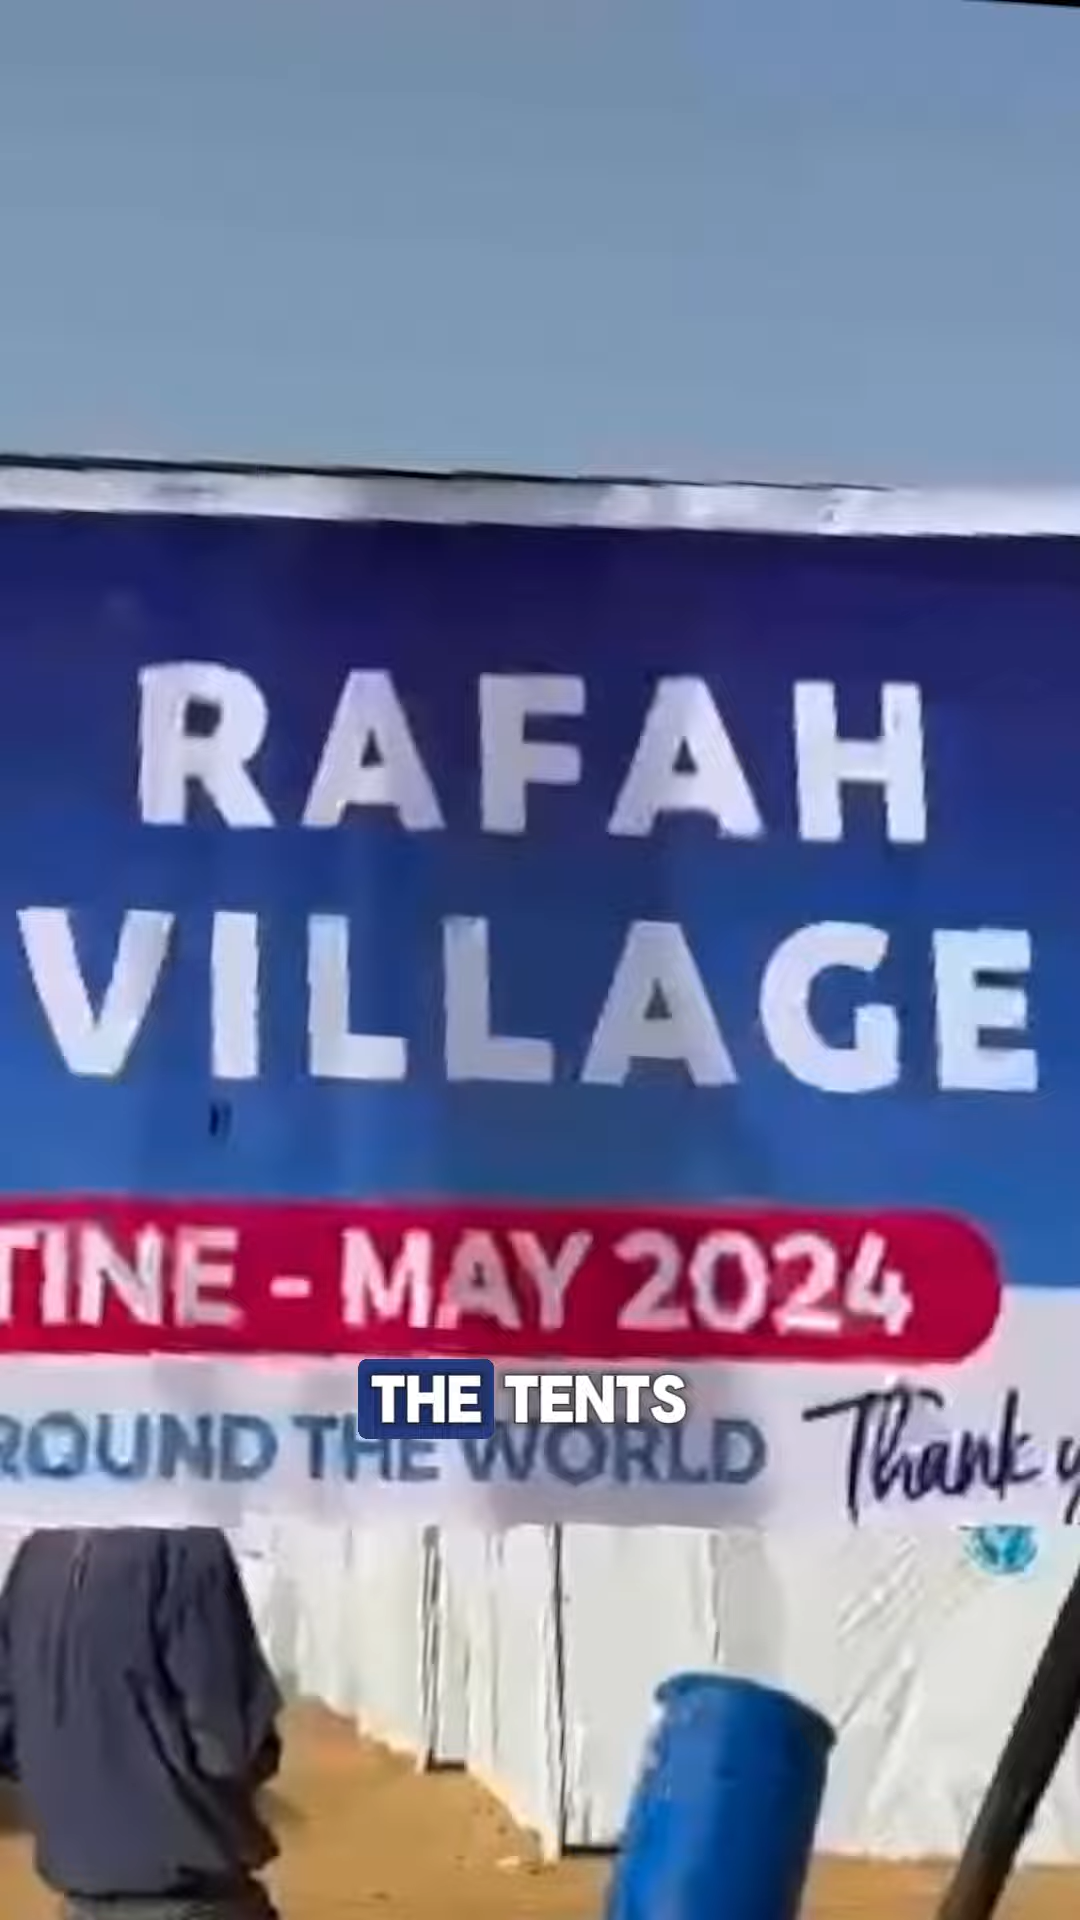 RAFAH
VILLAGE
TINE - MAY 2024
THE TENTS
ROUND THE WORLD
Thank y